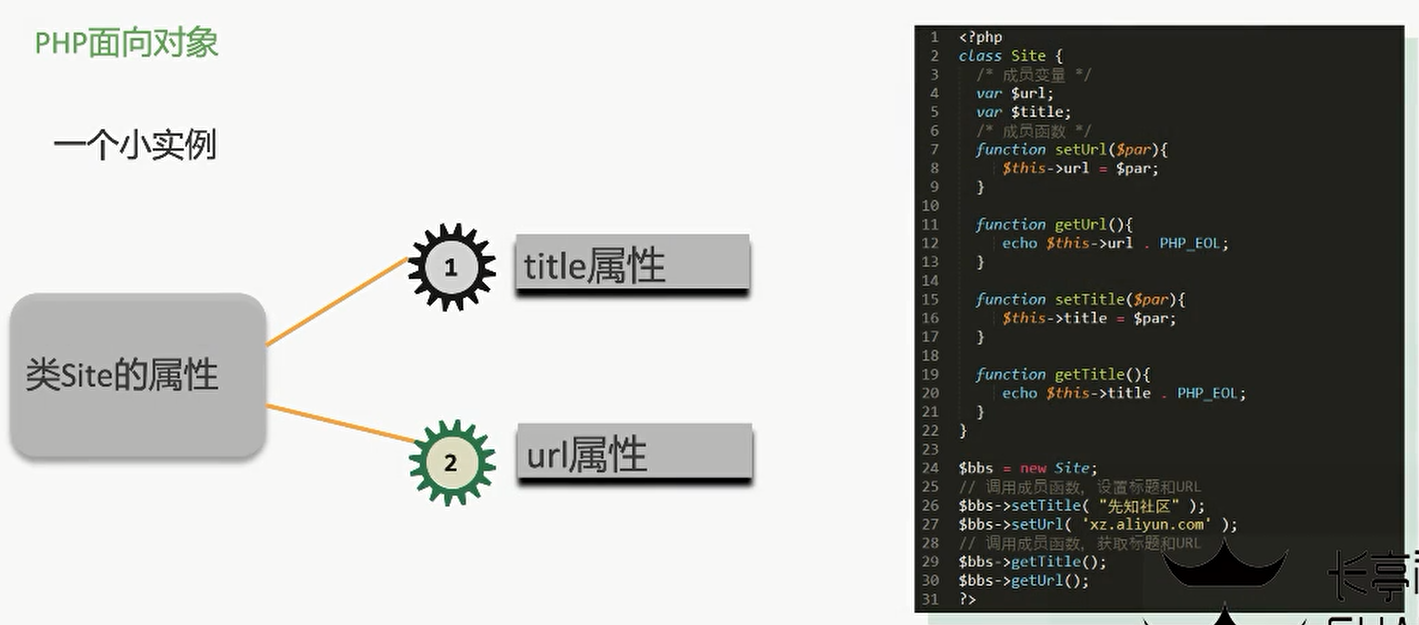 PHP面向对象
一个小实例
类Site的属性
1
title属性
2
url属性
1 <?php
2 class Site {
3 /* 成员变量 */
4 var $url;
5 var $title;
6 /* 成员函数 */
7 function setUrl($par){
8 $this->url = $par;
9 }
10
11 function getUrl(){
12 echo $this->url . PHP_EOL;
13 }
14
15 function setTitle($par){
16 $this->title = $par;
17 }
18
19 function getTitle(){
20 echo $this->title . PHP_EOL;
21 }
22 }
23
24 $bbs = new Site;
25 // 调用成员函数, 设置标题和URL
26 $bbs->setTitle( "先知社区" );
27 $bbs->setUrl( 'xz.aliyun.com' );
28 // 调用成员函数, 获取标题和URL
29 $bbs->getTitle();
30 $bbs->getUrl();
31 ?>
长亭